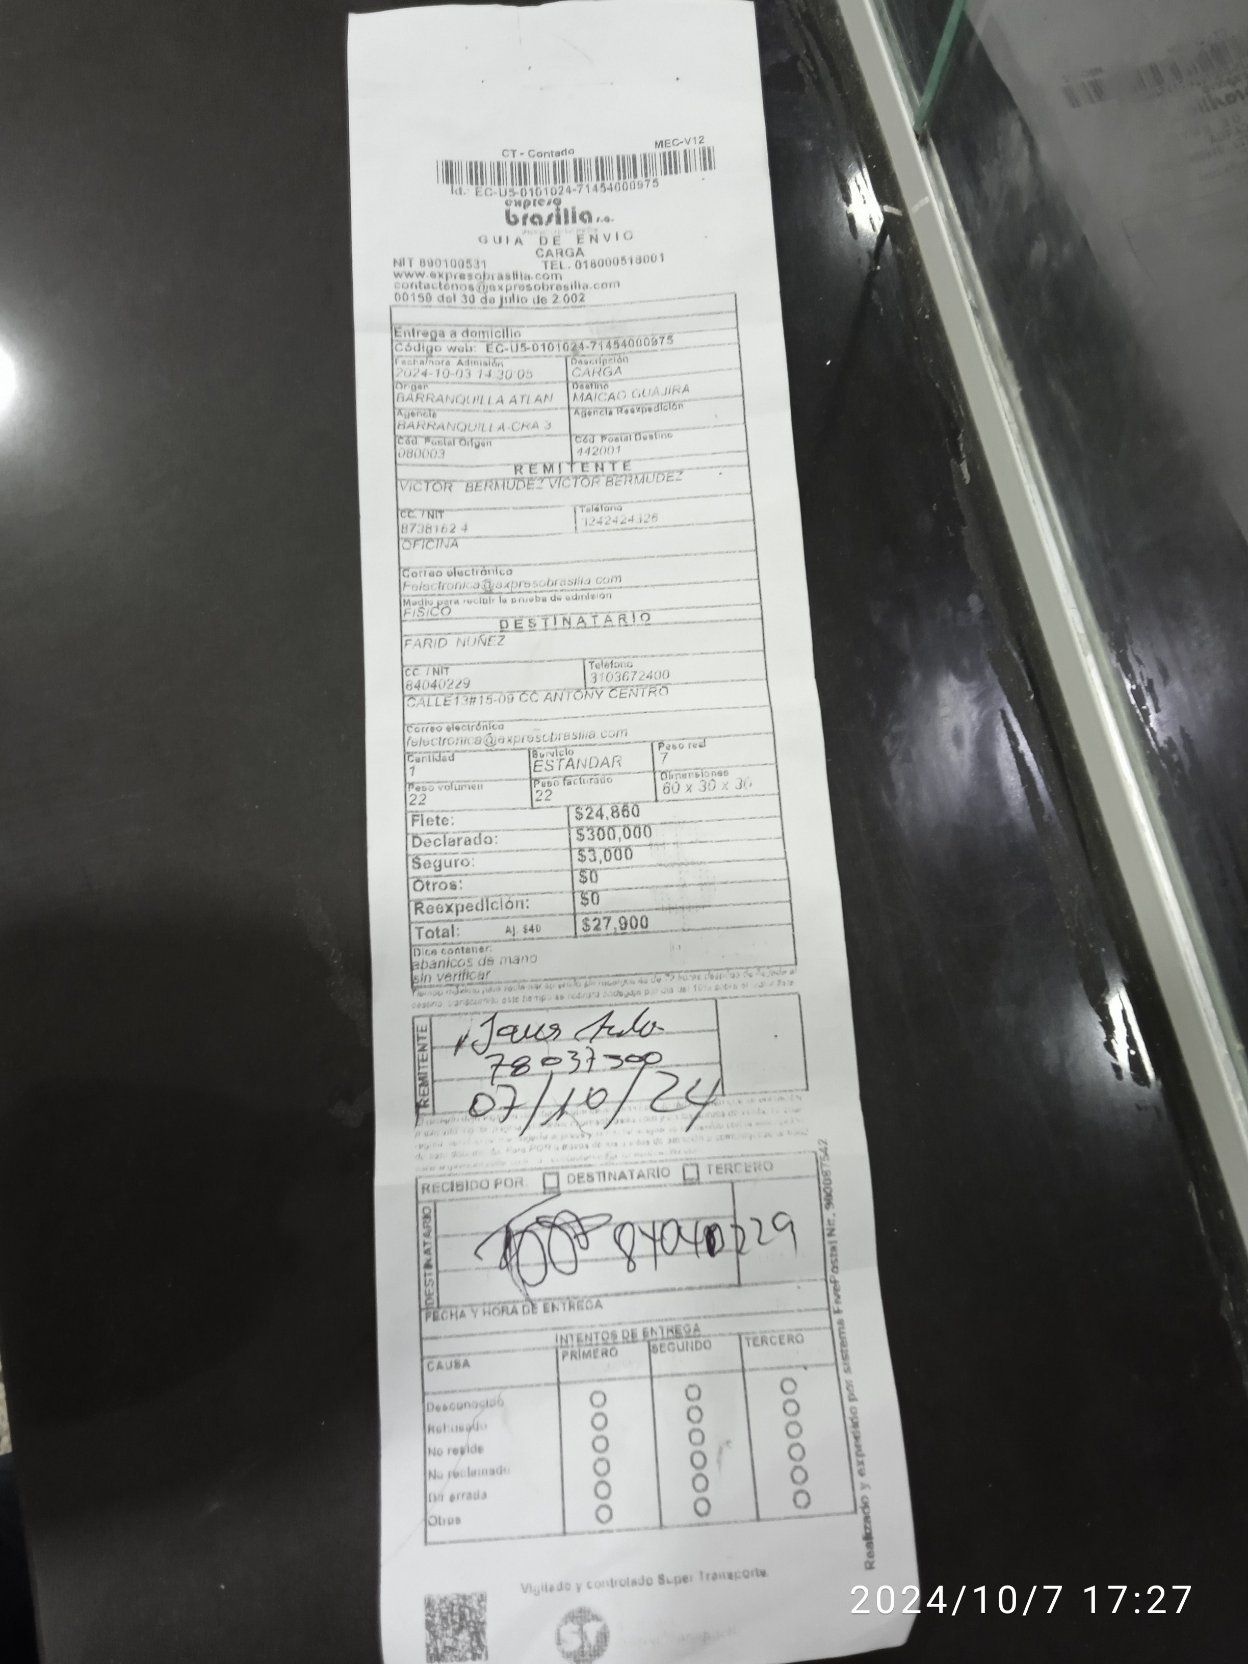 CT - Contado MEC-V12
Id.: EC-U5-0101024-71454000975
expreso
brasilia s.a.
GUIA DE ENVIO
CARGA
NIT 890100531 TEL. 018000518001
www.expresobrasilia.com
contactenos@expresobrasilia.com
00150 del 30 de julio de 2.002
Entrega a domicilio
Código web: EC-U5-0101024-71454000975
Fecha/hora Admisión Descripción
2024-10-03 14:30:05 CARGA
Origen Destino
BARRANQUILLA ATLAN MAICAO GUAJIRA
Agencia Agencia Reexpedición
BARRANQUILLA-CRA 3
Cód. Postal Origen Cód. Postal Destino
080003 442001
REMITENTE
VICTOR BERMUDEZ VICTOR BERMUDEZ
CC. / NIT Teléfono
8738162 4
OFICINA
Correo electrónico
Felectronica@expresobrasilia.com
Medio para recibir la prueba de admisión
FISICO
DESTINATARIO
FARID NUÑEZ
CC. / NIT Teléfono
84040229 3103672400
CALLE13#15-09 CC ANTONY CENTRO
Correo electrónico
felectronica@expresobrasilia.com
Cantidad Servicio Peso real
1 ESTANDAR 7
Peso volumen Peso facturado Dimensiones
22 22
Flete: $24,860
Declarado: $300,000
Seguro: $3,000
Otros: $0
Reexpedición: $0
Total: Aj. $40 $27,900
Dice contener:
abanicos de mano
sin verificar
REMITENTE
07/10/24
RECIBIDO POR: DESTINATARIO TERCERO
DESTINATARIO
84040229
FECHA Y HORA DE ENTREGA
INTENTOS DE ENTREGA
CAUSA PRIMERO SEGUNDO TERCERO
Desconocido
Rehusado
No reside
No reclamado
Dir errada
Otros
Realizado y expedido por sistema FivePostal Nit.
Vigilado y controlado Super Transporte.
2024/10/7 17:27